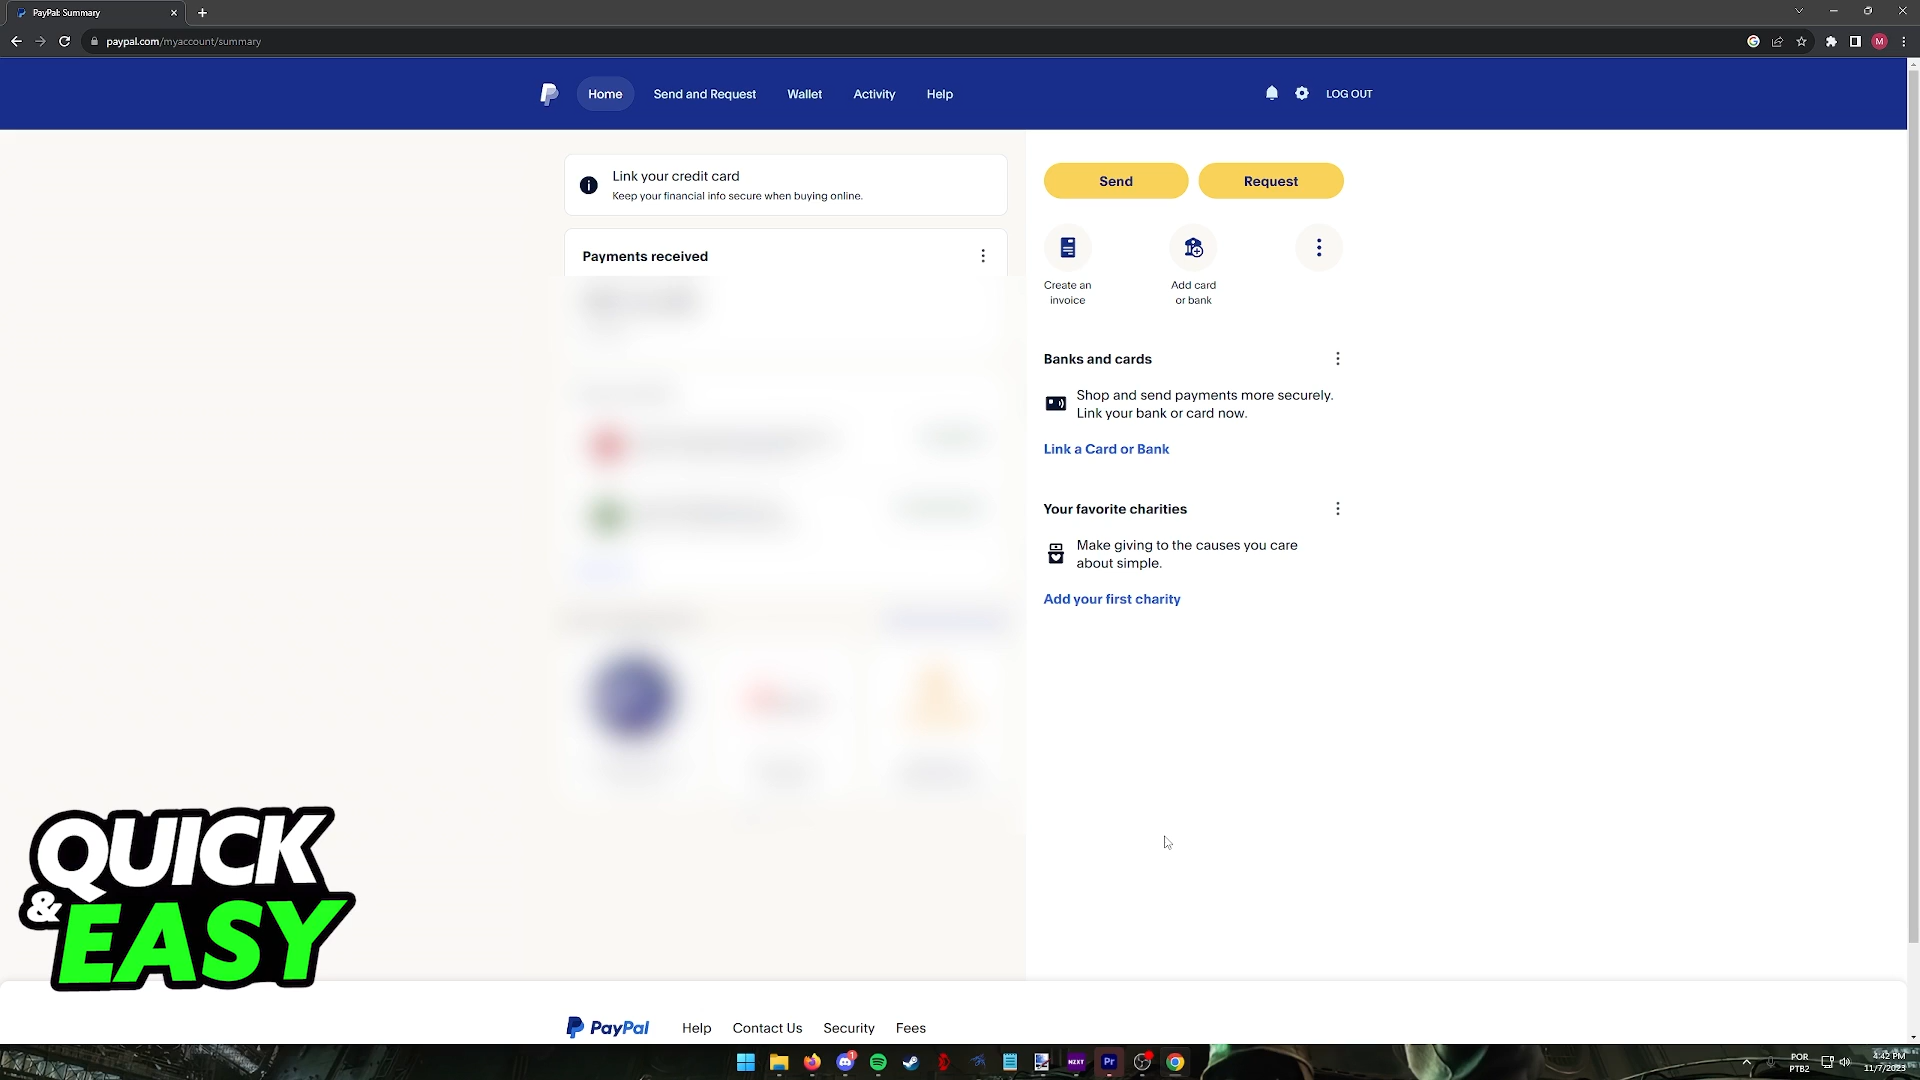 PayPal: Summary
paypal.com/myaccount/summary
M
Home
Send and Request
Wallet
Activity
Help
LOG OUT
Link your credit card
Keep your financial info secure when buying online.
Payments received
Send
Request
Create an
invoice
Add card
or bank
Banks and cards
Shop and send payments more securely.
Link your bank or card now.
Link a Card or Bank
Your favorite charities
Make giving to the causes you care
about simple.
Add your first charity
QUICK
&
EASY
PayPal
Help
Contact Us
Security
Fees
NZXT
Pr
POR
PTB2
4:42 PM
11/7/2023